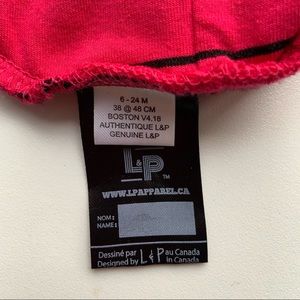 6 - 24 M
38 @ 48 CM
BOSTON V4.18
AUTHENTIQUE L&P
GENUINE L&P
L&P™
WWW.LPAPPAREL.CA
NOM:
NAME:
Dessiné par L&P au Canada
Designed by in Canada